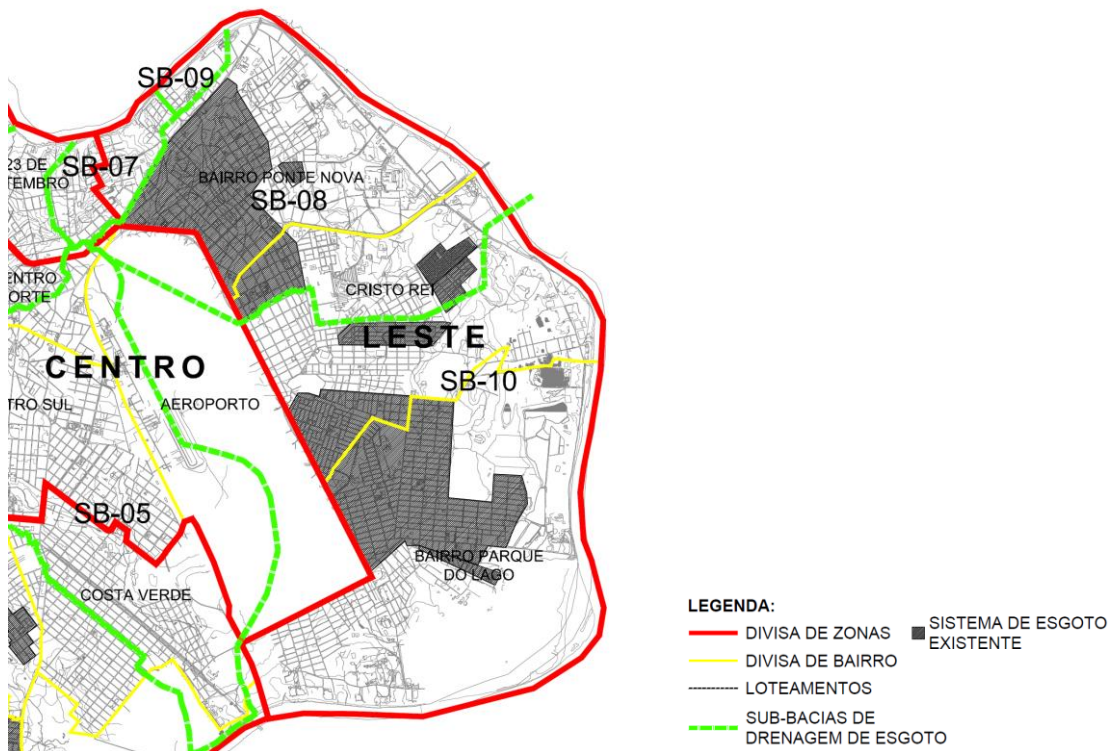 SB-09
23 DE
TEMBRO
SB-07
BAIRRO PONTE NOVA
SB-08
ENTRO
ORTE
CRISTO REI
LESTE
CENTRO
SB-10
TRO SUL
AEROPORTO
SB-05
BAIRRO PARQUE
DO LAGO
COSTA VERDE
LEGENDA:
DIVISA DE ZONAS
SISTEMA DE ESGOTO
EXISTENTE
DIVISA DE BAIRRO
LOTEAMENTOS
SUB-BACIAS DE
DRENAGEM DE ESGOTO